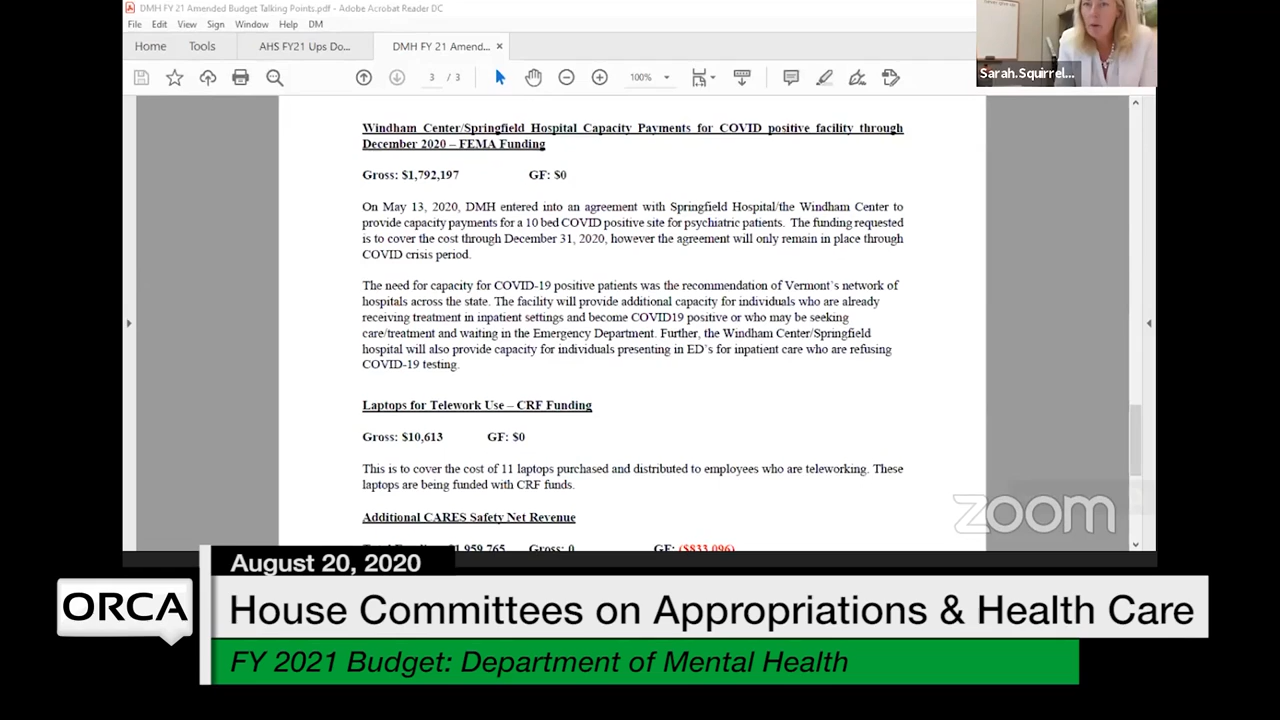 DMH FY 21 Amended Budget Talking Points.pdf - Adobe Acrobat Reader DC
File Edit View Sign Window Help DM
Home Tools AHS FY21 Ups Do... DMH FY 21 Amend... ×
3 / 3 100%
Sarah.Squirrel...
Windham Center/Springfield Hospital Capacity Payments for COVID positive facility through
December 2020 – FEMA Funding
Gross: $1,792,197 GF: $0
On May 13, 2020, DMH entered into an agreement with Springfield Hospital/the Windham Center to
provide capacity payments for a 10 bed COVID positive site for psychiatric patients. The funding requested
is to cover the cost through December 31, 2020, however the agreement will only remain in place through
COVID crisis period.
The need for capacity for COVID-19 positive patients was the recommendation of Vermont's network of
hospitals across the state. The facility will provide additional capacity for individuals who are already
receiving treatment in inpatient settings and become COVID19 positive or who may be seeking
care/treatment and waiting in the Emergency Department. Further, the Windham Center/Springfield
hospital will also provide capacity for individuals presenting in ED's for inpatient care who are refusing
COVID-19 testing.
Laptops for Telework Use – CRF Funding
Gross: $10,613 GF: $0
This is to cover the cost of 11 laptops purchased and distributed to employees who are teleworking. These
laptops are being funded with CRF funds.
Additional CARES Safety Net Revenue
Gross: 0 GF: ($833,096)
zoom
August 20, 2020
ORCA
House Committees on Appropriations & Health Care
FY 2021 Budget: Department of Mental Health